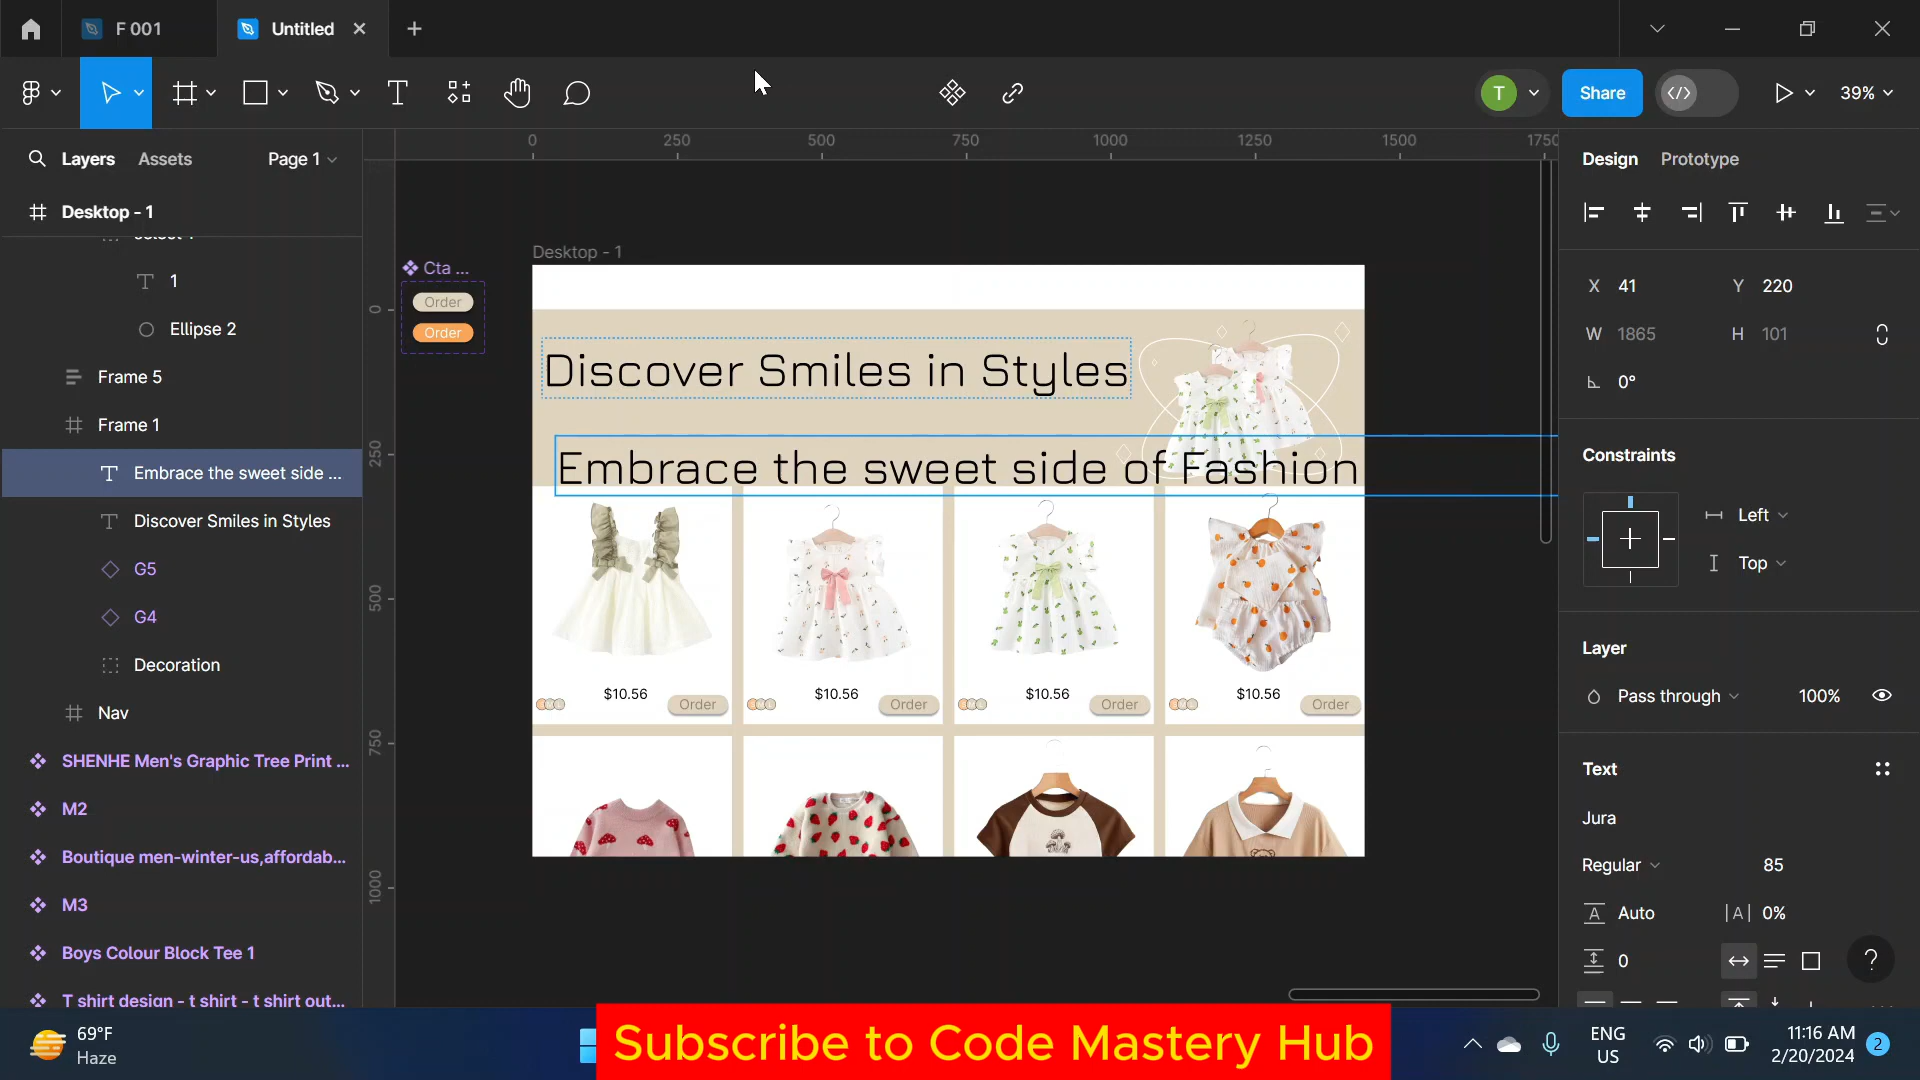 F 001
Untitled
T
Share
39%
Layers
Assets
Page 1
0
250
500
750
1000
1250
1500
1750
Design
Prototype
Desktop - 1
1
Ellipse 2
Frame 5
Frame 1
Embrace the sweet side ...
Discover Smiles in Styles
G5
G4
Decoration
Nav
SHENHE Men's Graphic Tree Print ...
M2
Boutique men-winter-us,affordab...
M3
Boys Colour Block Tee 1
T shirt design - t shirt - t shirt out...
0
250
500
750
1000
Cta ...
Order
Order
Desktop - 1
Discover Smiles in Styles
Embrace the sweet side of Fashion
$10.56
Order
$10.56
Order
$10.56
Order
$10.56
Order
X 41
Y 220
W 1865
H 101
0°
Constraints
Left
Top
Layer
Pass through
100%
Text
Jura
Regular
85
Auto
|A| 0%
0
?
69°F
Haze
Subscribe to Code Mastery Hub
ENG
US
11:16 AM
2/20/2024
2